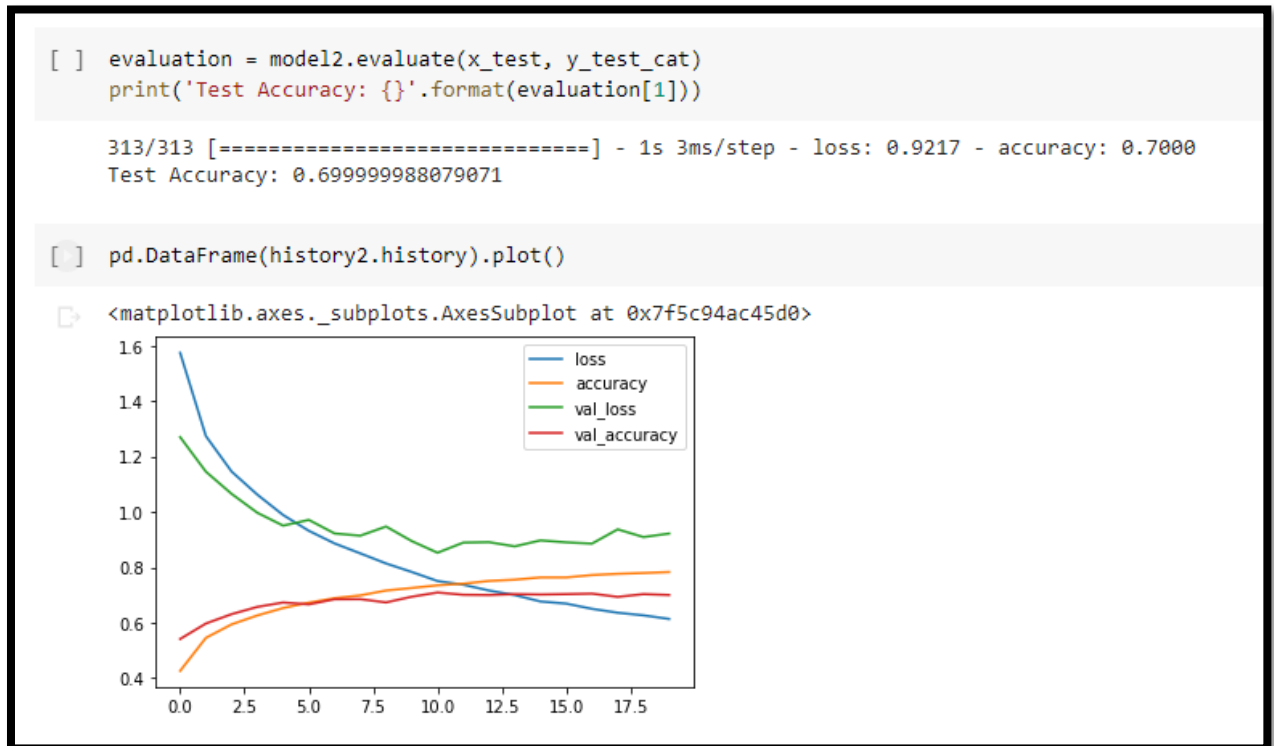 [ ] evaluation = model2.evaluate(x_test, y_test_cat)
print('Test Accuracy: {}'.format(evaluation[1]))
313/313 [==============================] - 1s 3ms/step - loss: 0.9217 - accuracy: 0.7000
Test Accuracy: 0.699999988079071
[ ] pd.DataFrame(history2.history).plot()
<matplotlib.axes._subplots.AxesSubplot at 0x7f5c94ac45d0>
1.6
1.4
1.2
1.0
0.8
0.6
0.4
loss
accuracy
val_loss
val_accuracy
0.0 2.5 5.0 7.5 10.0 12.5 15.0 17.5